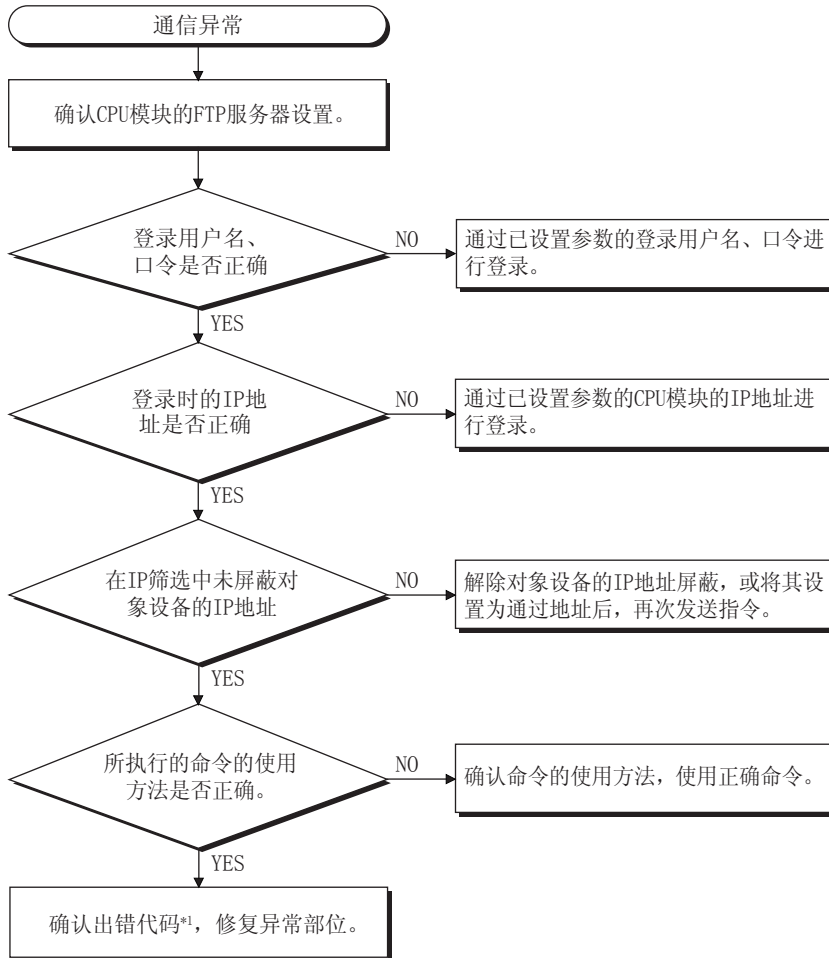 通信异常
确认CPU模块的FTP服务器设置。
登录用户名、
口令是否正确
NO
通过已设置参数的登录用户名、口令进
行登录。
YES
登录时的IP地
址是否正确
NO
通过已设置参数的CPU模块的IP地址进
行登录。
YES
在IP筛选中未屏蔽对
象设备的IP地址
NO
解除对象设备的IP地址屏蔽，或将其设
置为通过地址后，再次发送指令。
YES
所执行的命令的使用
方法是否正确。
NO
确认命令的使用方法，使用正确命令。
YES
确认出错代码*1，修复异常部位。